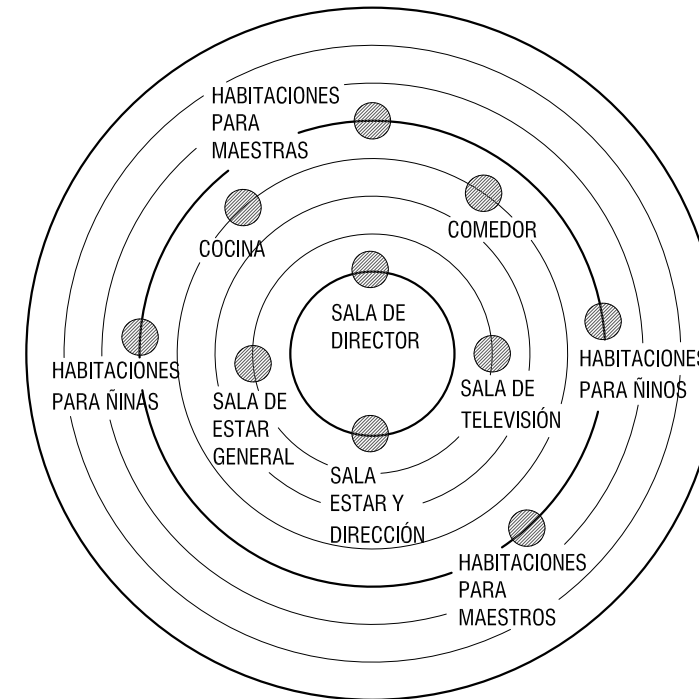 HABITACIONES
PARA
MAESTRAS
COCINA
COMEDOR
SALA DE
DIRECTOR
HABITACIONES
PARA ÑINAS
SALA DE
ESTAR
GENERAL
SALA DE
TELEVISIÓN
HABITACIONES
PARA ÑINOS
SALA
ESTAR Y
DIRECCIÓN
HABITACIONES
PARA
MAESTROS